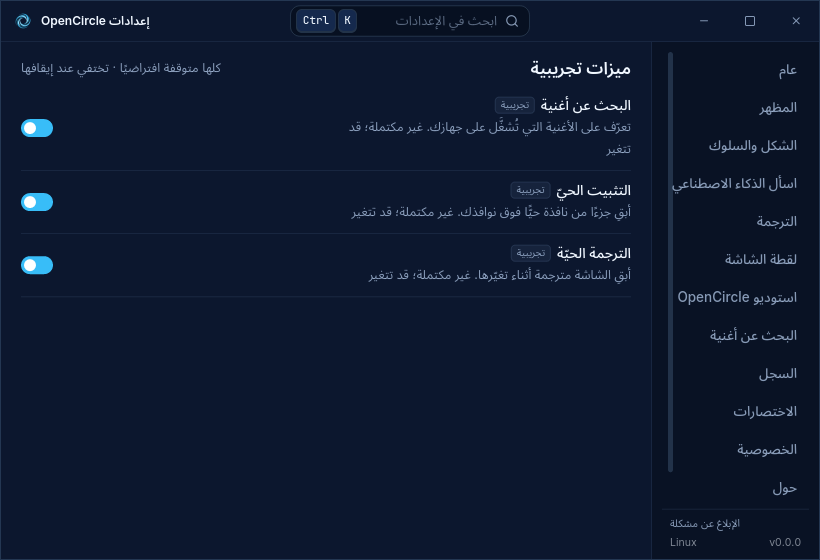 إعدادات OpenCircle
ابحث في الإعدادات
Ctrl K
عام
المظهر
الشكل والسلوك
اسأل الذكاء الاصطناعي
الترجمة
لقطة الشاشة
استوديو OpenCircle
البحث عن أغنية
السجل
الاختصارات
الخصوصية
حول
الإبلاغ عن مشكلة
v0.0.0
Linux
ميزات تجريبية
كلها متوقفة افتراضيًا · تختفي عند إيقافها
البحث عن أغنية تجريبية
تعرّف على الأغنية التي تُشغَّل على جهازك. غير مكتملة؛ قد
تتغير
التثبيت الحيّ تجريبية
أبقِ جزءًا من نافذة حيًّا فوق نوافذك. غير مكتملة؛ قد تتغير
الترجمة الحيّة تجريبية
أبقِ الشاشة مترجمة أثناء تغيّرها. غير مكتملة؛ قد تتغير